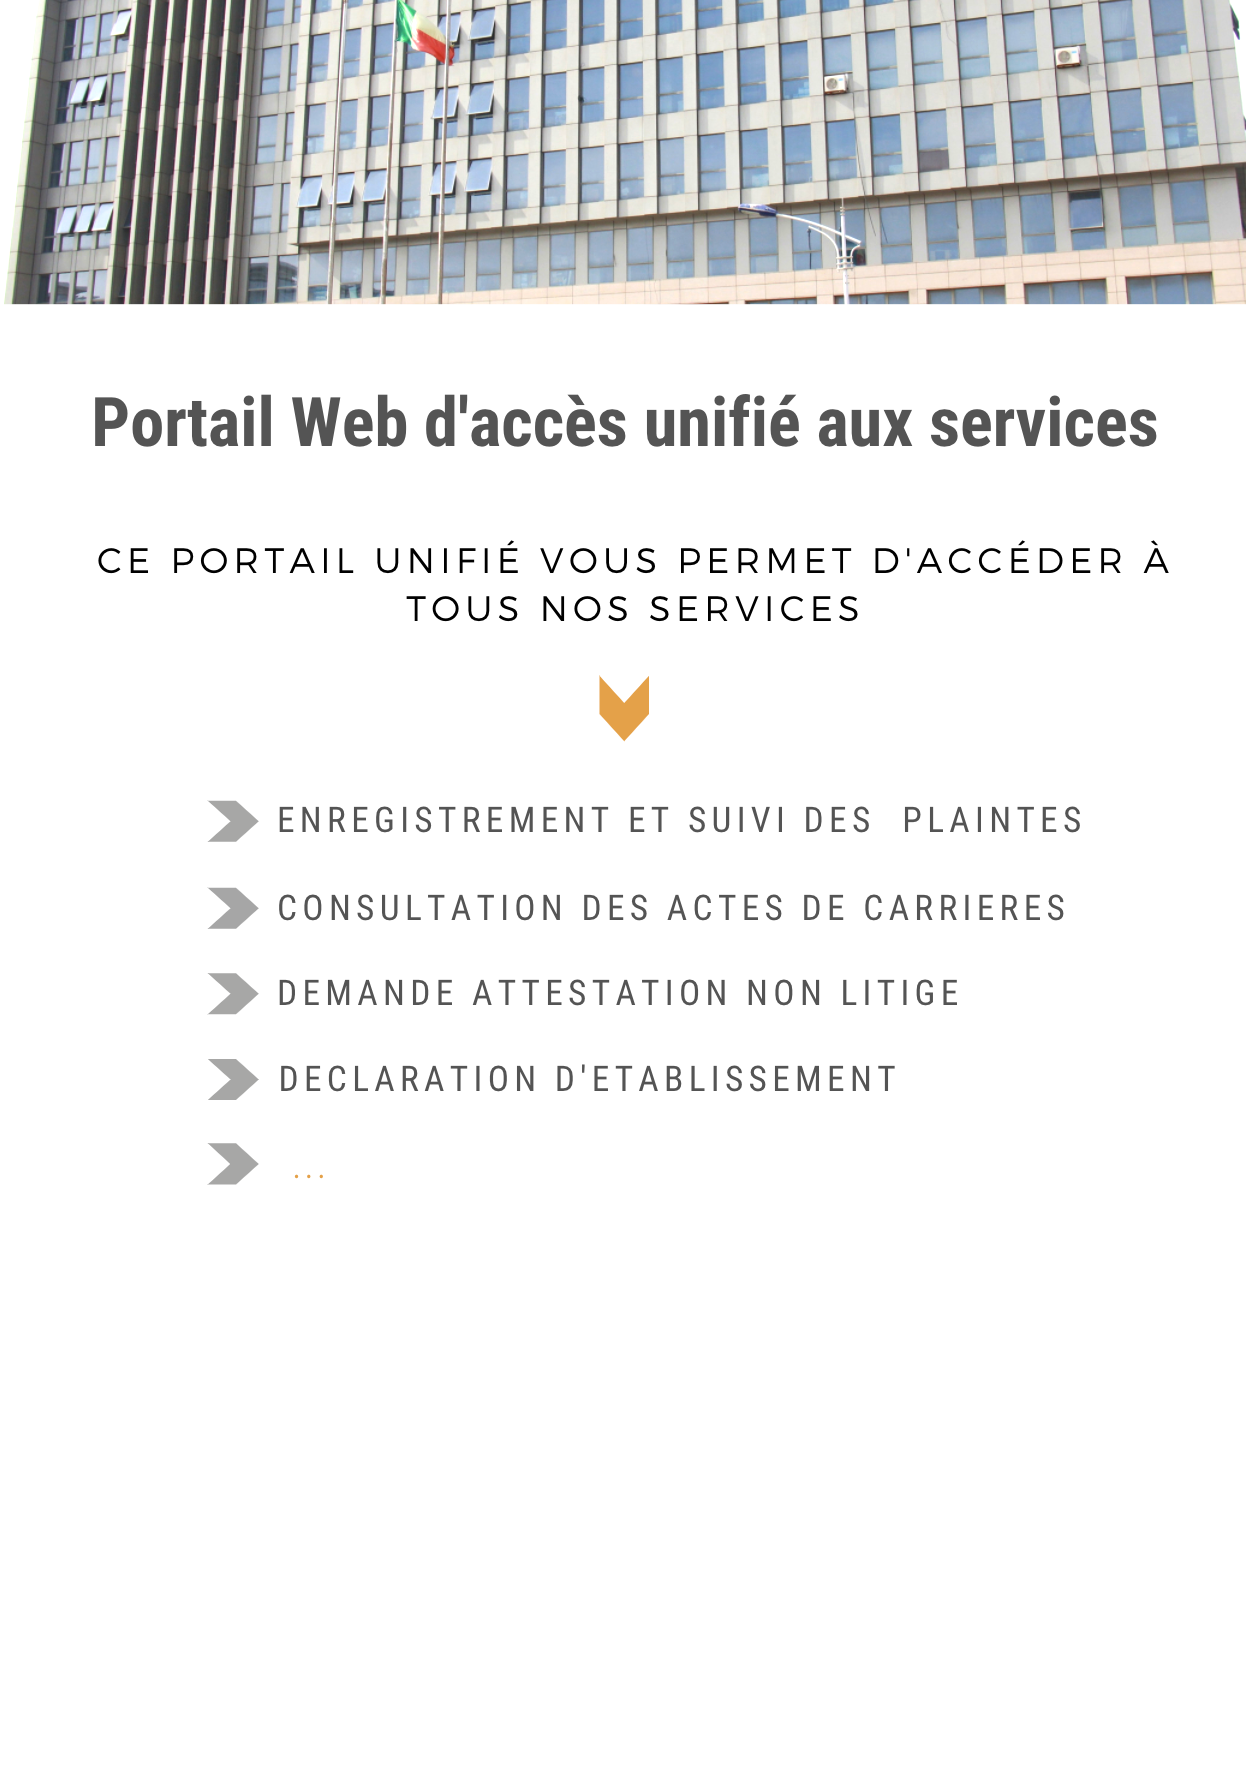 Portail Web d'accès unifié aux services
CE PORTAIL UNIFIÉ VOUS PERMET D'ACCÉDER À
TOUS NOS SERVICES
ENREGISTREMENT ET SUIVI DES  PLAINTES
CONSULTATION DES ACTES DE CARRIERES
DEMANDE ATTESTATION NON LITIGE
DECLARATION D'ETABLISSEMENT
...